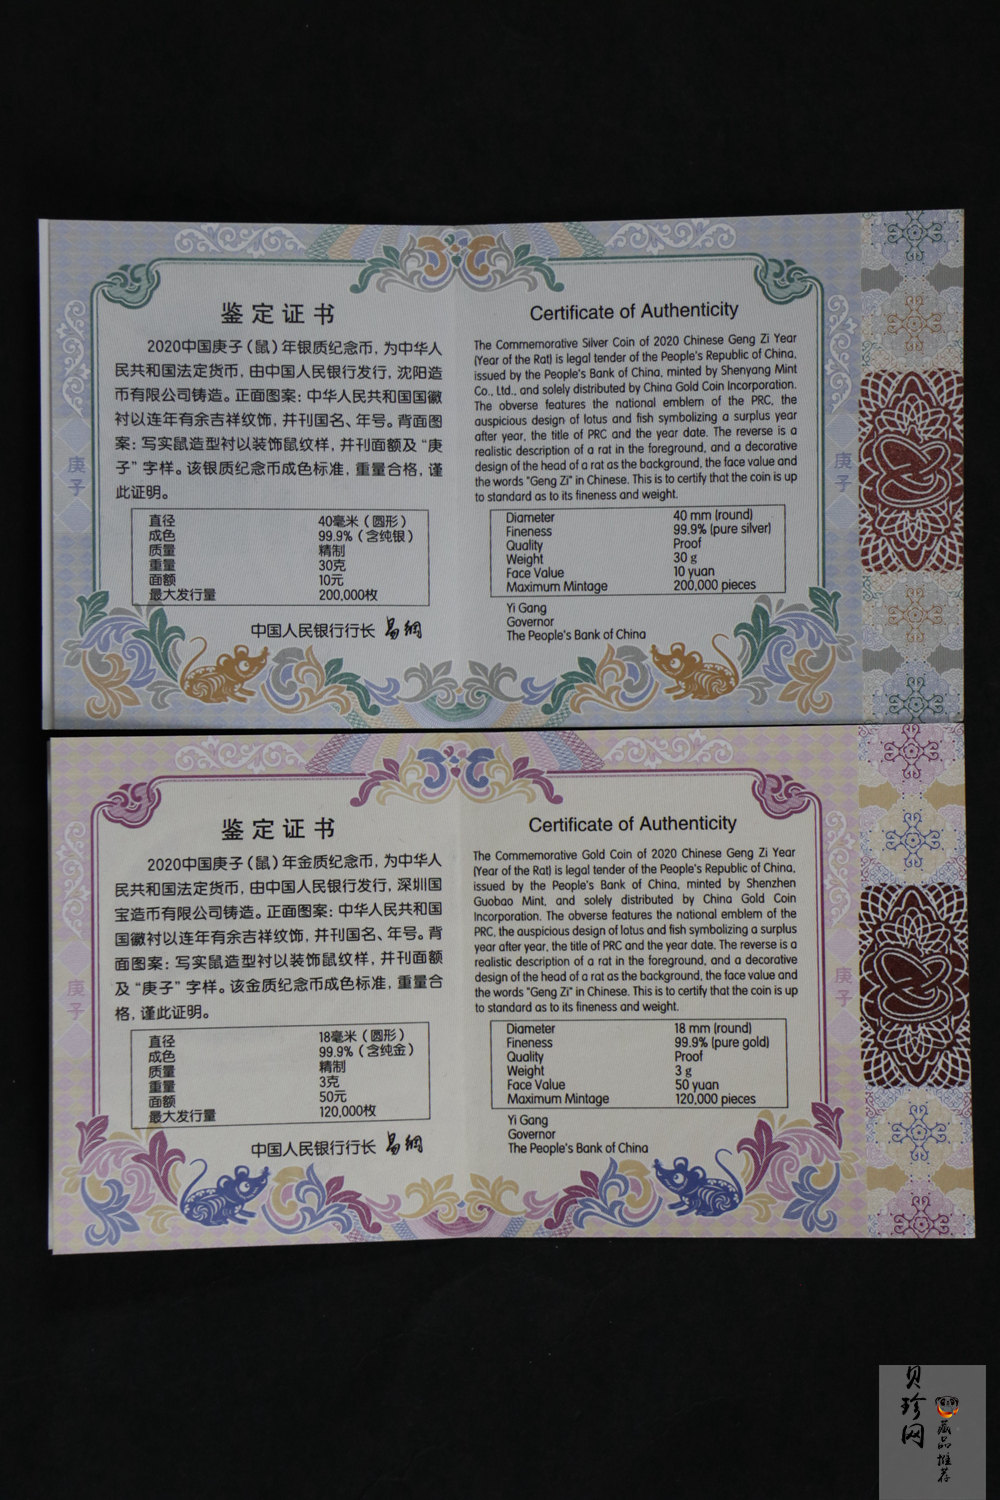 鉴定证书
2020中国庚子（鼠）年银质纪念币，为中华人
民共和国法定货币，由中国人民银行发行，沈阳造
币有限公司铸造。正面图案：中华人民共和国国徽
衬以连年有余吉祥纹饰，并刊国名、年号。背面图
案：写实鼠造型衬以装饰鼠纹样，并刊面额及“庚
子”字样。该银质纪念币成色标准，重量合格，谨
此证明。
直径 40毫米（圆形）
成色 99.9%（含纯银）
质量 精制
重量 30克
面额 10元
最大发行量 200,000枚
中国人民银行行长 易纲
庚子
Certificate of Authenticity
The Commemorative Silver Coin of 2020 Chinese Geng Zi Year
(Year of the Rat) is legal tender of the People's Republic of China,
issued by the People's Bank of China, minted by Shenyang Mint
Co., Ltd., and solely distributed by China Gold Coin Incorporation.
The obverse features the national emblem of the PRC, the
auspicious design of lotus and fish symbolizing a surplus year
after year, the title of PRC and the year date. The reverse is a
realistic description of a rat in the foreground, and a decorative
design of the head of a rat as the background, the face value and
the words "Geng Zi" in Chinese. This is to certify that the coin is up
to standard as to its fineness and weight.
Diameter 40 mm (round)
Fineness 99.9% (pure silver)
Quality Proof
Weight 30 g
Face Value 10 yuan
Maximum Mintage 200,000 pieces
Yi Gang
Governor
The People's Bank of China
庚子
鉴定证书
2020中国庚子（鼠）年金质纪念币，为中华人
民共和国法定货币，由中国人民银行发行，深圳国
宝造币有限公司铸造。正面图案：中华人民共和国
国徽衬以连年有余吉祥纹饰，并刊国名、年号。背
面图案：写实鼠造型衬以装饰鼠纹样，并刊面额
及“庚子”字样。该金质纪念币成色标准，重量合
格，谨此证明。
直径 18毫米（圆形）
成色 99.9%（含纯金）
质量 精制
重量 3克
面额 50元
最大发行量 120,000枚
中国人民银行行长 易纲
庚子
Certificate of Authenticity
The Commemorative Gold Coin of 2020 Chinese Geng Zi Year
(Year of the Rat) is legal tender of the People's Republic of China,
issued by the People's Bank of China, minted by Shenzhen
Guobao Mint, and solely distributed by China Gold Coin
Incorporation. The obverse features the national emblem of the
PRC, the auspicious design of lotus and fish symbolizing a surplus
year after year, the title of PRC and the year date. The reverse is a
realistic description of a rat in the foreground, and a decorative
design of the head of a rat as the background, the face value and
the words "Geng Zi" in Chinese. This is to certify that the coin is up
to standard as to its fineness and weight.
Diameter 18 mm (round)
Fineness 99.9% (pure gold)
Quality Proof
Weight 3 g
Face Value 50 yuan
Maximum Mintage 120,000 pieces
Yi Gang
Governor
The People's Bank of China
庚子
贝珍网
藏品推荐